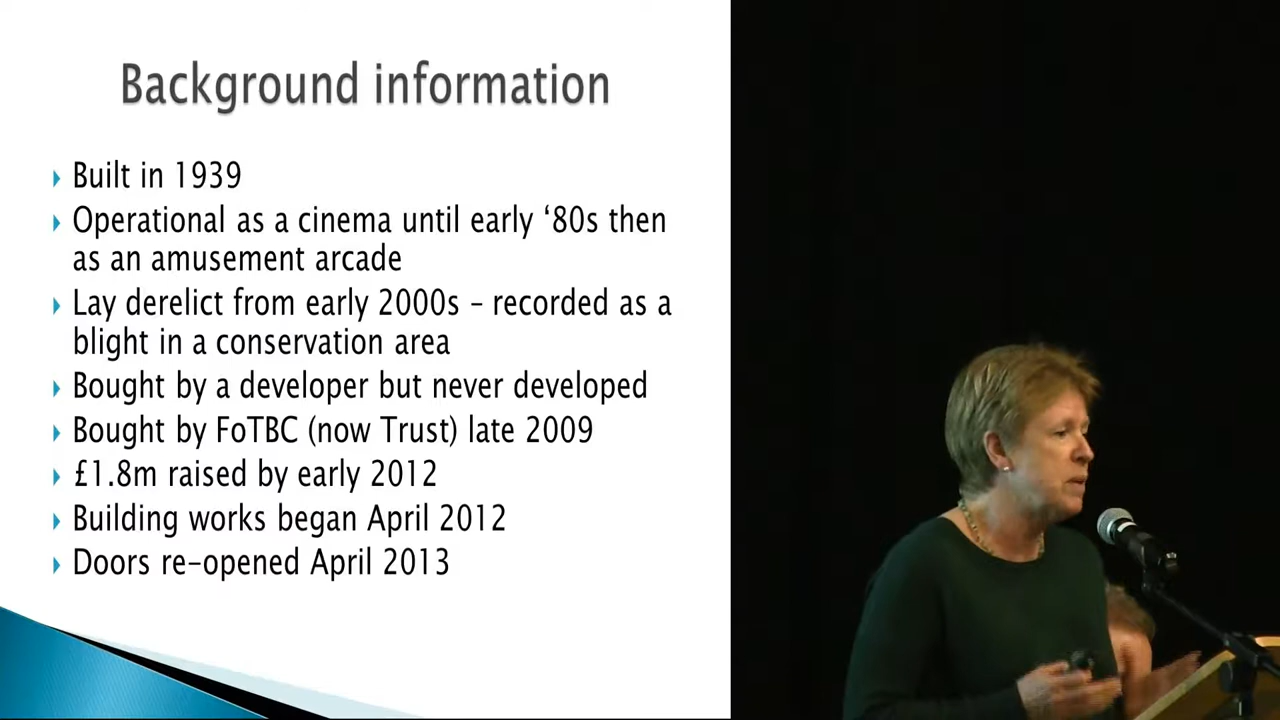 Background information
Built in 1939
Operational as a cinema until early ‘80s then
as an amusement arcade
Lay derelict from early 2000s – recorded as a
blight in a conservation area
Bought by a developer but never developed
Bought by FoTBC (now Trust) late 2009
£1.8m raised by early 2012
Building works began April 2012
Doors re-opened April 2013